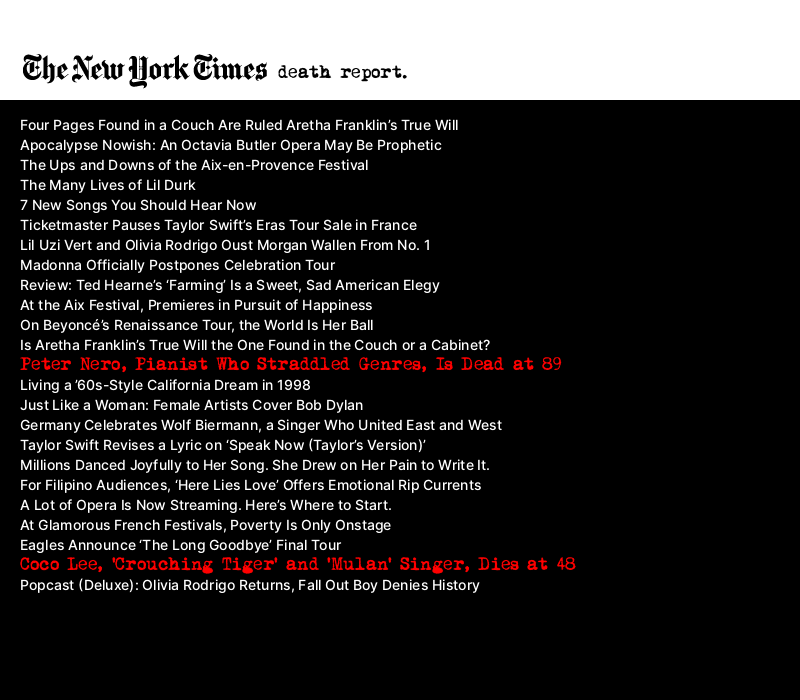 The New York Times death report.
Four Pages Found in a Couch Are Ruled Aretha Franklin’s True Will
Apocalypse Nowish: An Octavia Butler Opera May Be Prophetic
The Ups and Downs of the Aix-en-Provence Festival
The Many Lives of Lil Durk
7 New Songs You Should Hear Now
Ticketmaster Pauses Taylor Swift’s Eras Tour Sale in France
Lil Uzi Vert and Olivia Rodrigo Oust Morgan Wallen From No. 1
Madonna Officially Postpones Celebration Tour
Review: Ted Hearne’s ‘Farming’ Is a Sweet, Sad American Elegy
At the Aix Festival, Premieres in Pursuit of Happiness
On Beyoncé’s Renaissance Tour, the World Is Her Ball
Is Aretha Franklin’s True Will the One Found in the Couch or a Cabinet?
Peter Nero, Pianist Who Straddled Genres, Is Dead at 89
Living a ’60s-Style California Dream in 1998
Just Like a Woman: Female Artists Cover Bob Dylan
Germany Celebrates Wolf Biermann, a Singer Who United East and West
Taylor Swift Revises a Lyric on ‘Speak Now (Taylor’s Version)’
Millions Danced Joyfully to Her Song. She Drew on Her Pain to Write It.
For Filipino Audiences, ‘Here Lies Love’ Offers Emotional Rip Currents
A Lot of Opera Is Now Streaming. Here’s Where to Start.
At Glamorous French Festivals, Poverty Is Only Onstage
Eagles Announce ‘The Long Goodbye’ Final Tour
Coco Lee, 'Crouching Tiger' and 'Mulan' Singer, Dies at 48
Popcast (Deluxe): Olivia Rodrigo Returns, Fall Out Boy Denies History